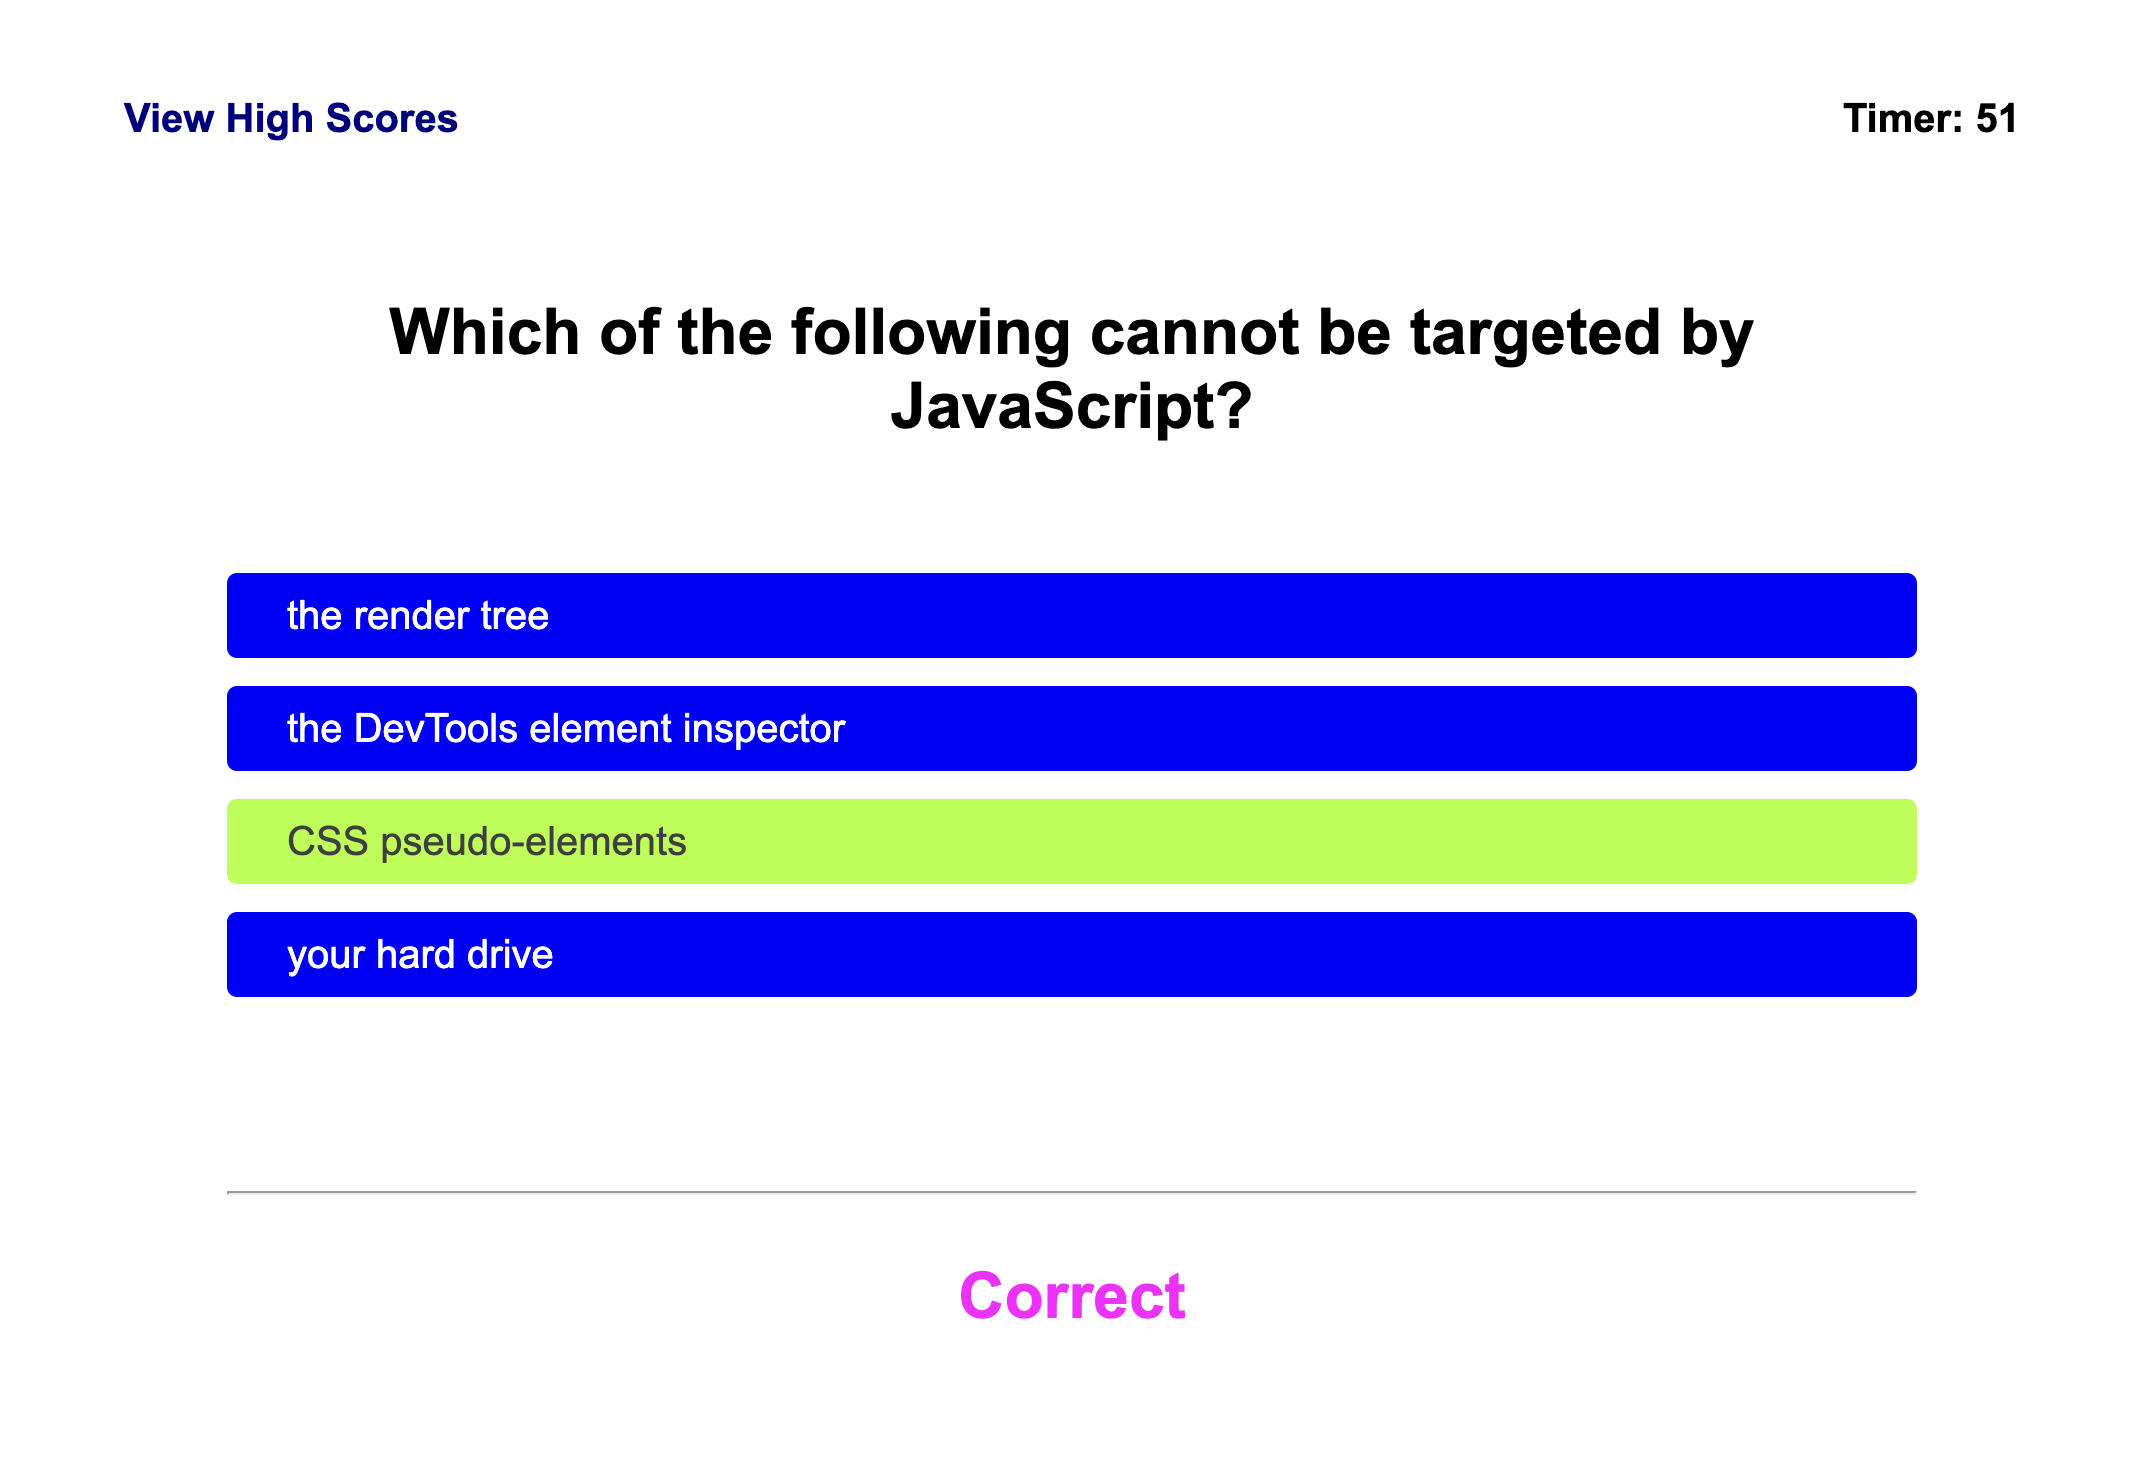 View High Scores
Timer: 51
Which of the following cannot be targeted by
JavaScript?
the render tree
the DevTools element inspector
CSS pseudo-elements
your hard drive
Correct